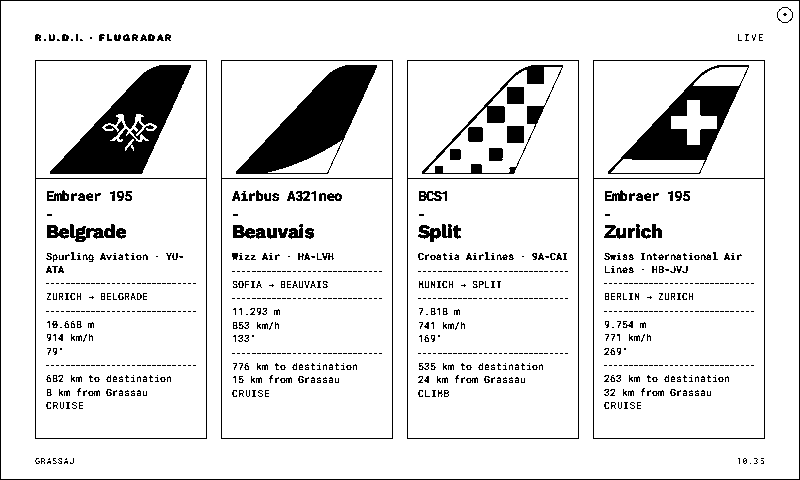 R.U.D.I. · FLUGRADAR
LIVE
Embraer 195
-
Belgrade
Spurling Aviation · YU-
ATA
ZURICH → BELGRADE
10.668 m
914 km/h
79°
682 km to destination
8 km from Grassau
CRUISE
Airbus A321neo
-
Beauvais
Wizz Air · HA-LVH
SOFIA → BEAUVAIS
11.293 m
853 km/h
133°
776 km to destination
15 km from Grassau
CRUISE
BCS1
-
Split
Croatia Airlines · 9A-CAI
MUNICH → SPLIT
7.818 m
741 km/h
169°
535 km to destination
24 km from Grassau
CLIMB
Embraer 195
-
Zurich
Swiss International Air
Lines · HB-JVJ
BERLIN → ZURICH
9.754 m
771 km/h
269°
263 km to destination
32 km from Grassau
CRUISE
GRASSAU
10.35